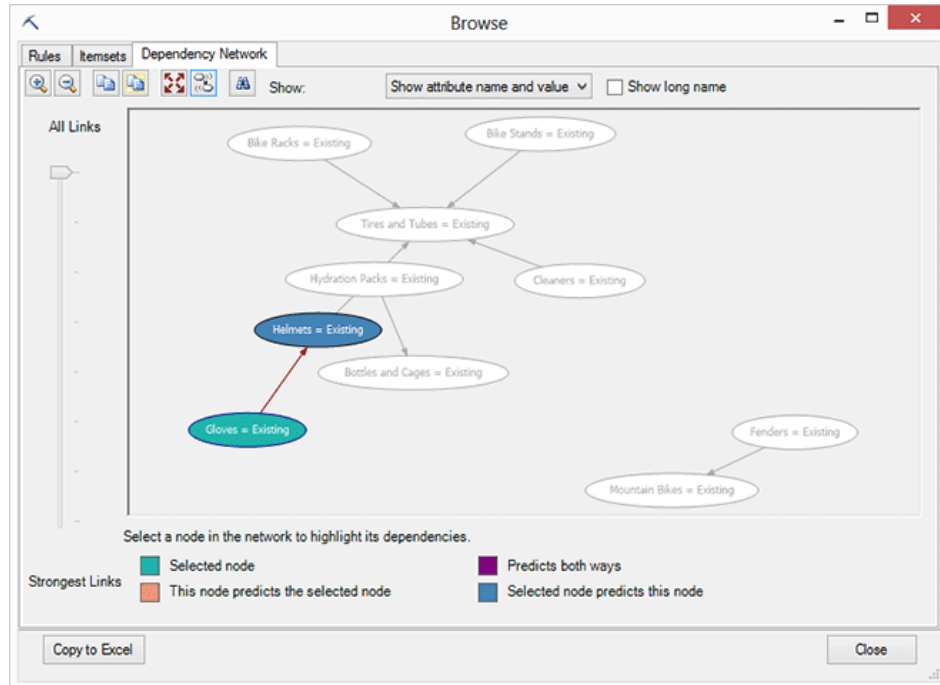 Browse
Rules Itemsets Dependency Network
Show: Show attribute name and value Show long name
All Links
Bike Racks = Existing
Bike Stands = Existing
Tires and Tubes = Existing
Hydration Packs = Existing
Cleaners = Existing
Helmets = Existing
Bottles and Cages = Existing
Gloves = Existing
Fenders = Existing
Mountain Bikes = Existing
Select a node in the network to highlight its dependencies.
Strongest Links
Selected node
Predicts both ways
This node predicts the selected node
Selected node predicts this node
Copy to Excel
Close